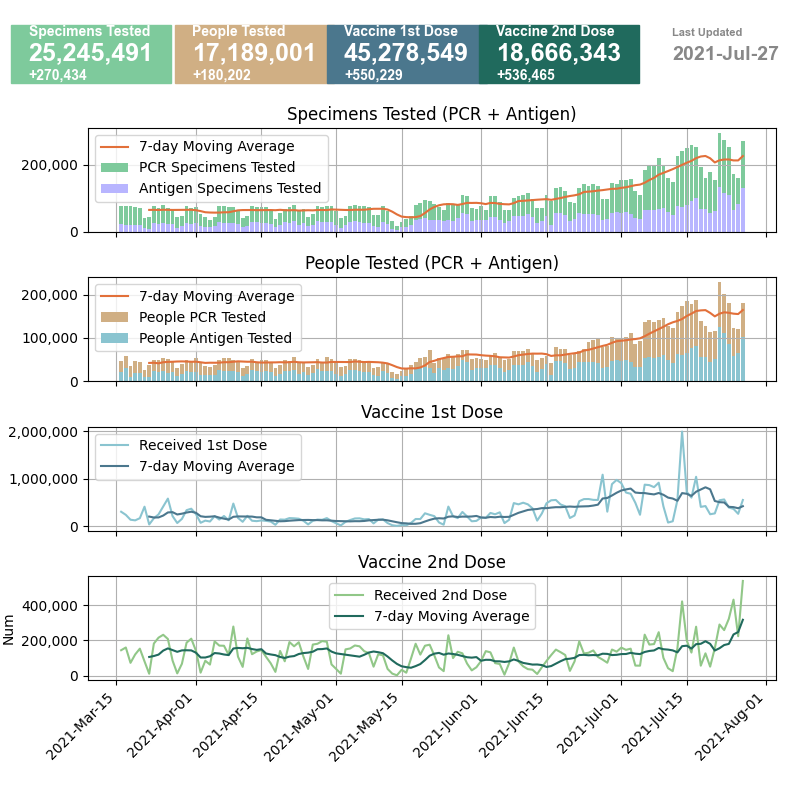 Specimens Tested
25,245,491
+270,434
People Tested
17,189,001
+180,202
Vaccine 1st Dose
45,278,549
+550,229
Vaccine 2nd Dose
18,666,343
+536,465
Last Updated
2021-Jul-27
Specimens Tested (PCR + Antigen)
7-day Moving Average
PCR Specimens Tested
Antigen Specimens Tested
200,000
0
People Tested (PCR + Antigen)
7-day Moving Average
People PCR Tested
People Antigen Tested
200,000
100,000
0
Vaccine 1st Dose
Received 1st Dose
7-day Moving Average
2,000,000
1,000,000
0
Vaccine 2nd Dose
Received 2nd Dose
7-day Moving Average
Num
400,000
200,000
0
2021-Mar-15
2021-Apr-01
2021-Apr-15
2021-May-01
2021-May-15
2021-Jun-01
2021-Jun-15
2021-Jul-01
2021-Jul-15
2021-Aug-01